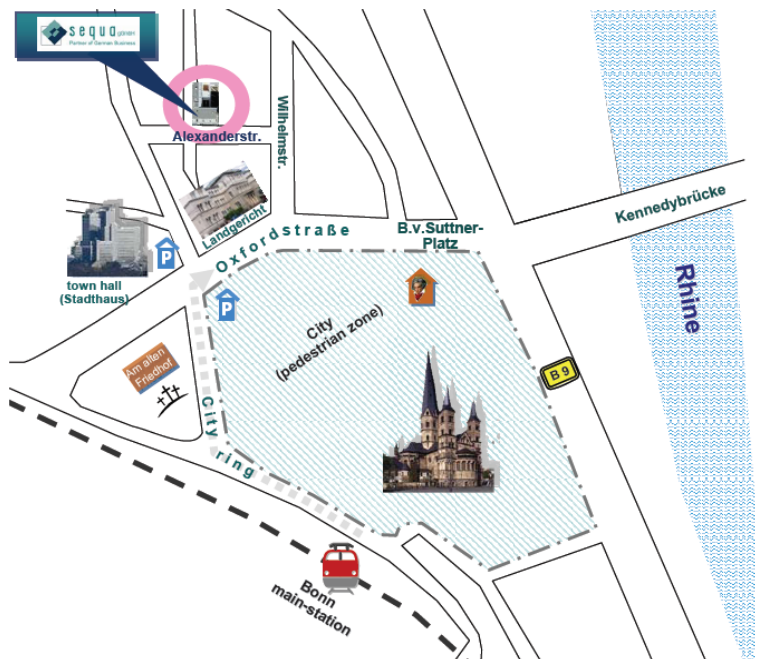 sequa gGmbH
Partner of German Business
Alexanderstr.
Wilhelmstr.
Landgericht
Oxfordstraße
B.v.Suttner-
Platz
Kennedybrücke
P
town hall
(Stadthaus)
P
Rhine
City
(pedestrian zone)
Am alten
Friedhof
B 9
City ring
Bonn
main-station